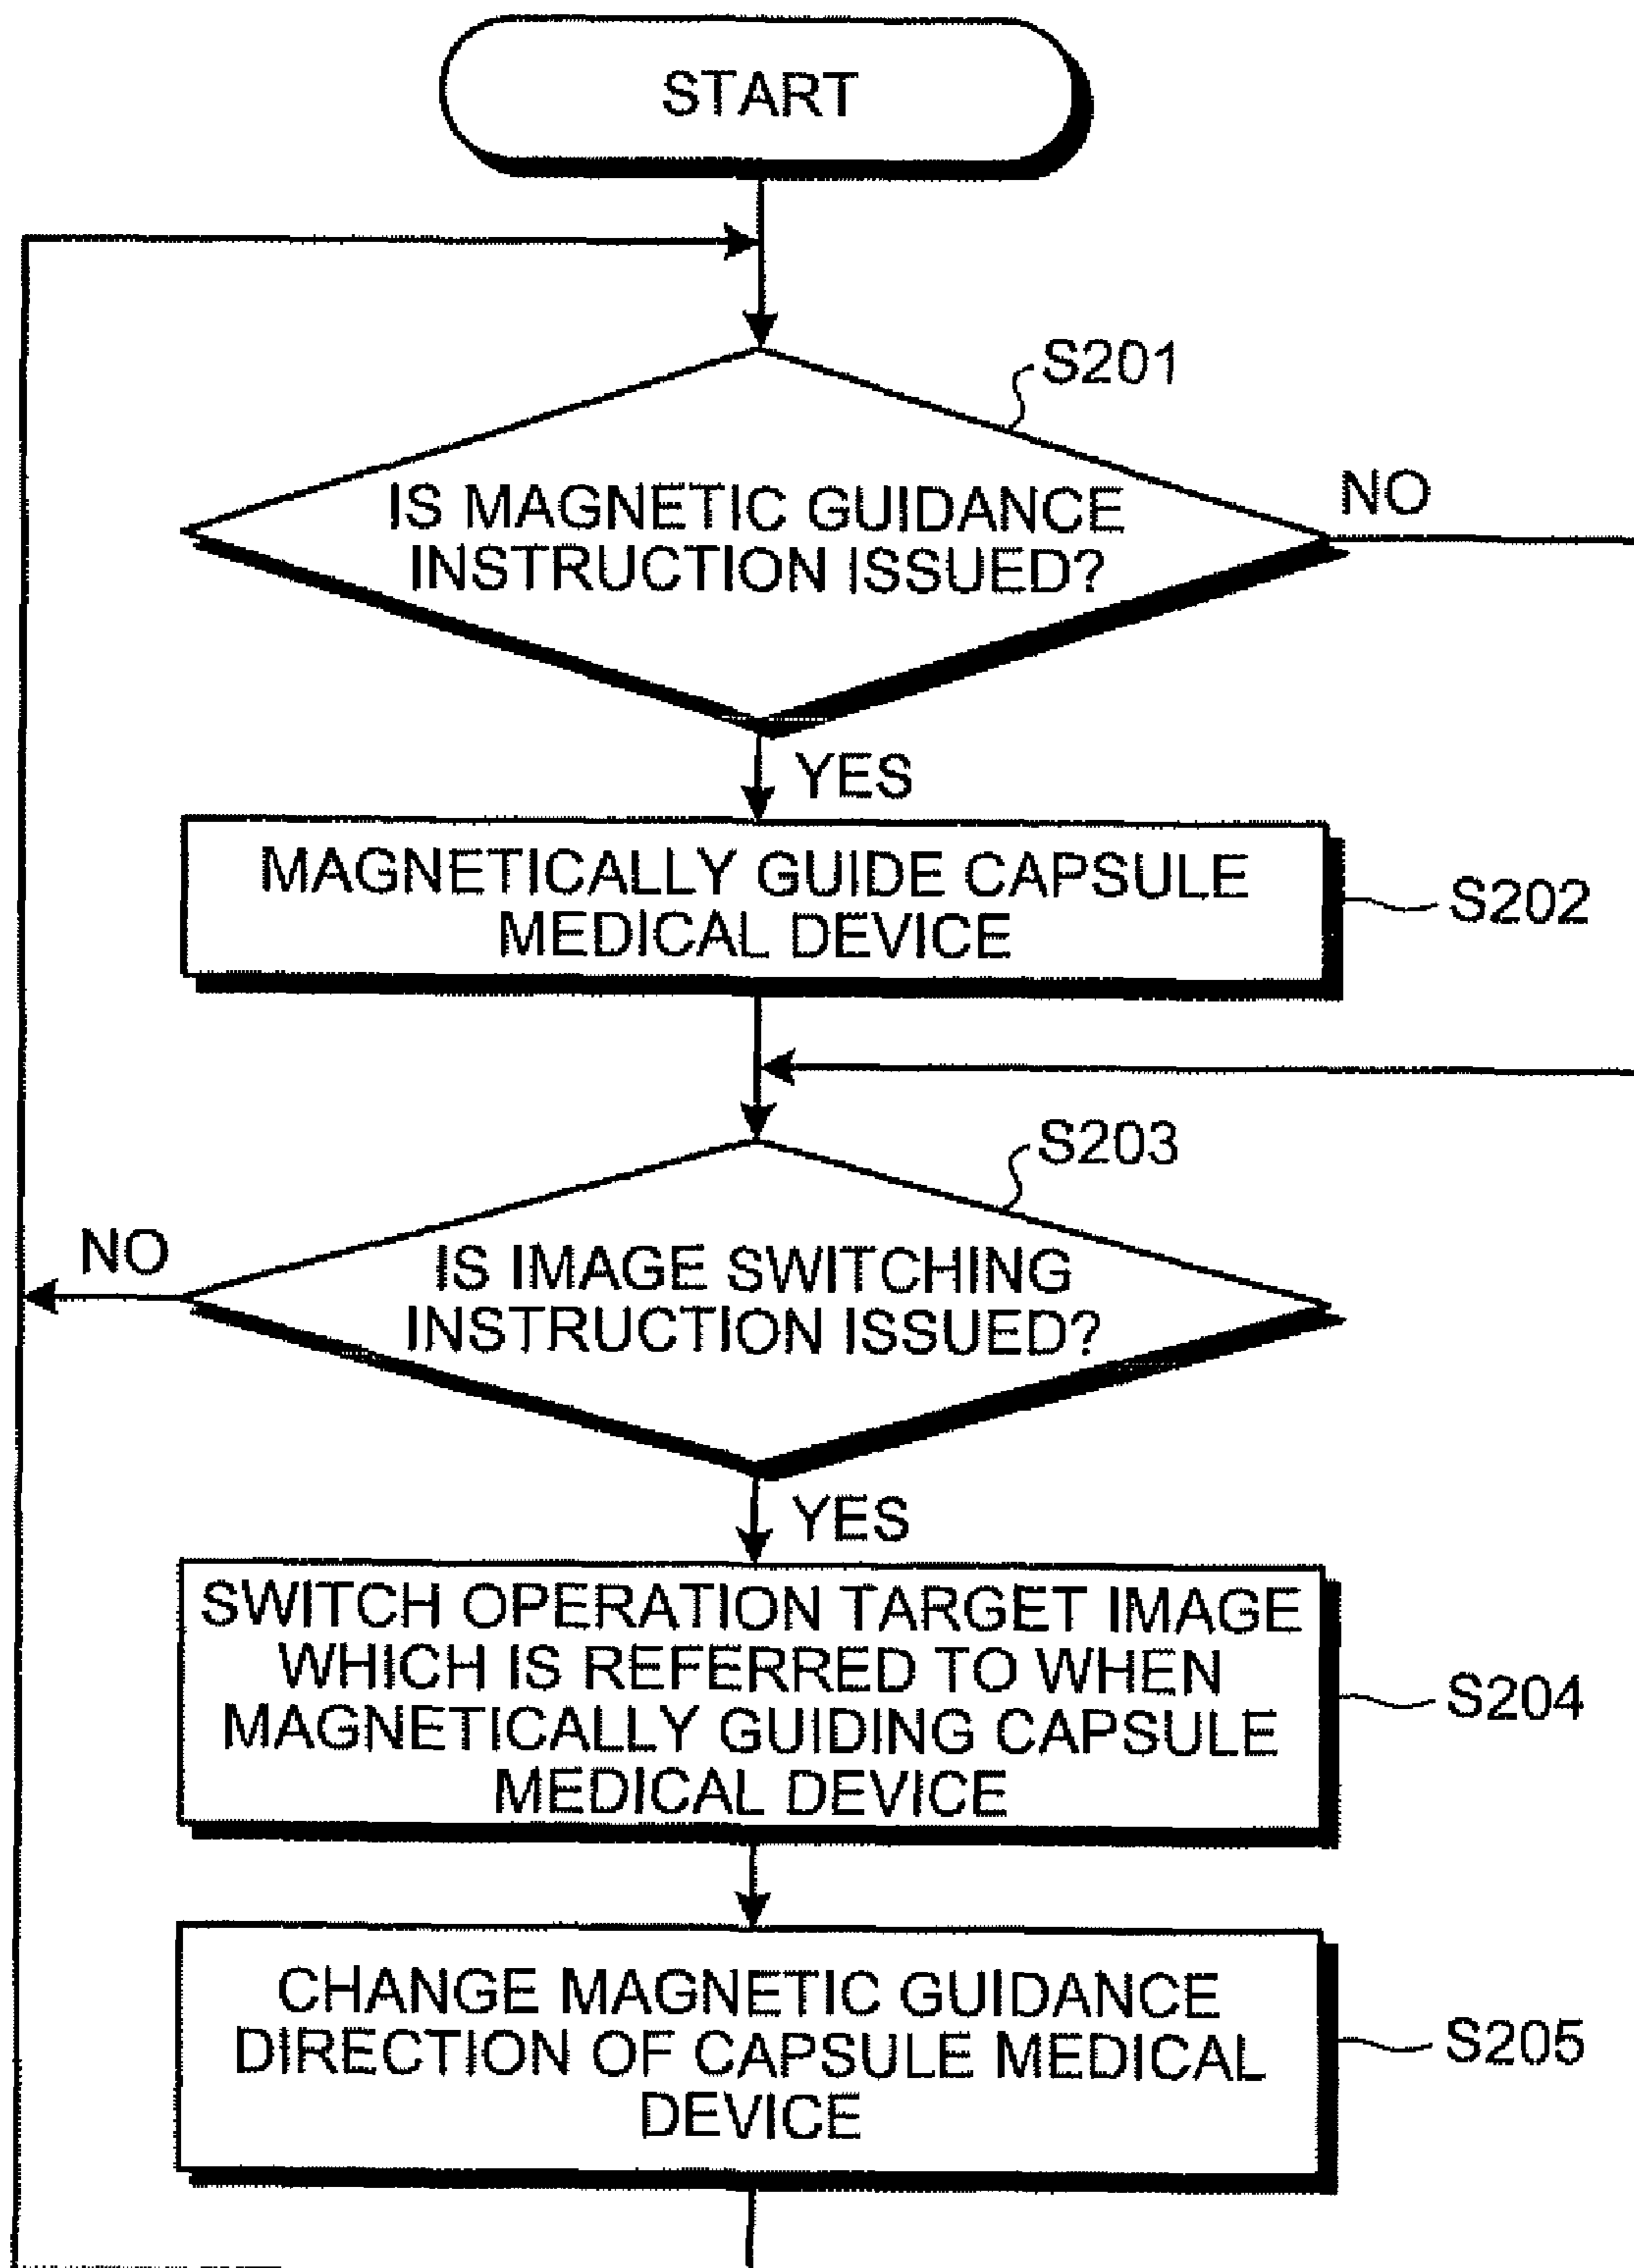 START
S201
IS MAGNETIC GUIDANCE
INSTRUCTION ISSUED?
NO
YES
MAGNETICALLY GUIDE CAPSULE
MEDICAL DEVICE
S202
S203
NO
IS IMAGE SWITCHING
INSTRUCTION ISSUED?
YES
SWITCH OPERATION TARGET IMAGE
WHICH IS REFERRED TO WHEN
MAGNETICALLY GUIDING CAPSULE
MEDICAL DEVICE
S204
CHANGE MAGNETIC GUIDANCE
DIRECTION OF CAPSULE MEDICAL
DEVICE
S205